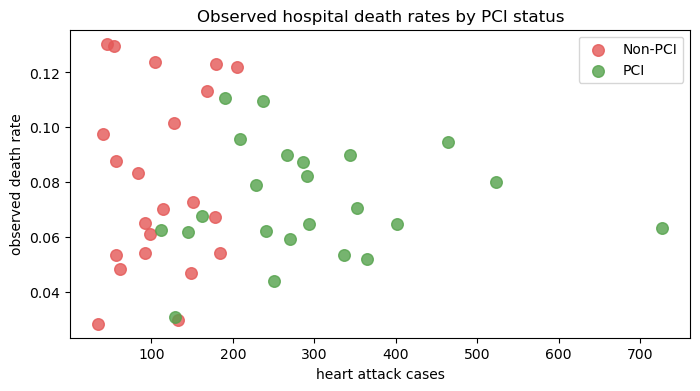 Observed hospital death rates by PCI status
Non-PCI
PCI
observed death rate
0.12
0.10
0.08
0.06
0.04
100 200 300 400 500 600 700
heart attack cases